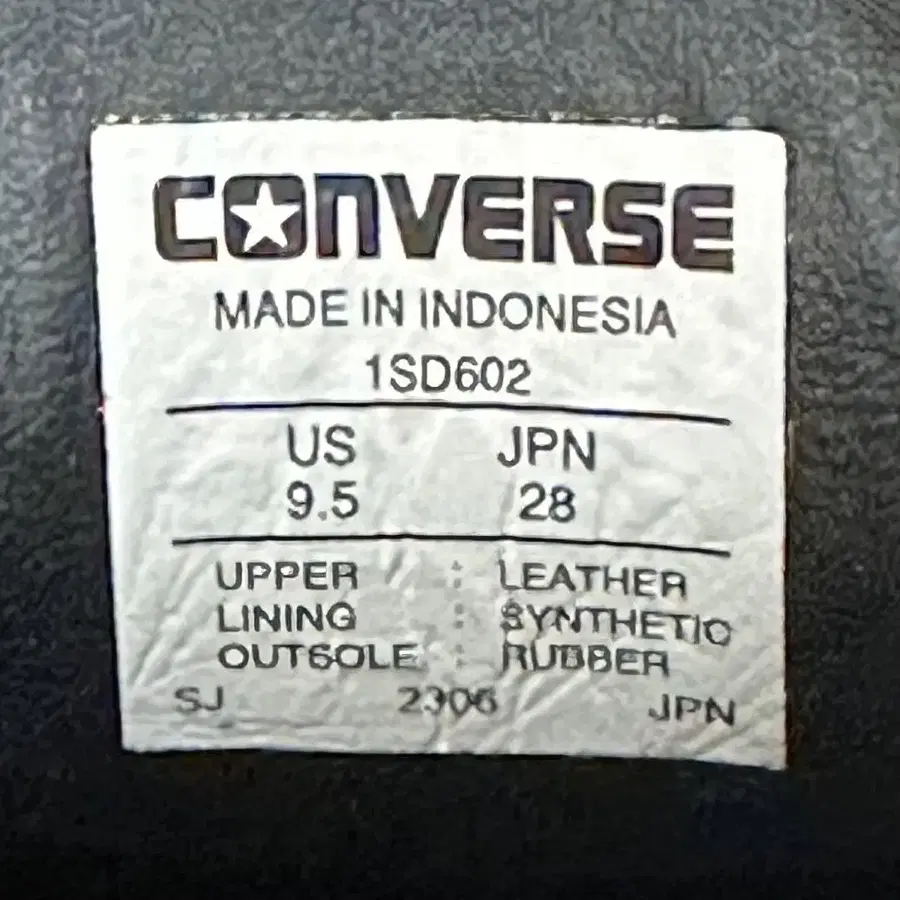 CONVERSE
MADE IN INDONESIA
1SD602
US JPN
9.5 28
UPPER : LEATHER
LINING : SYNTHETIC
OUTSOLE : RUBBER
SJ 2306 JPN